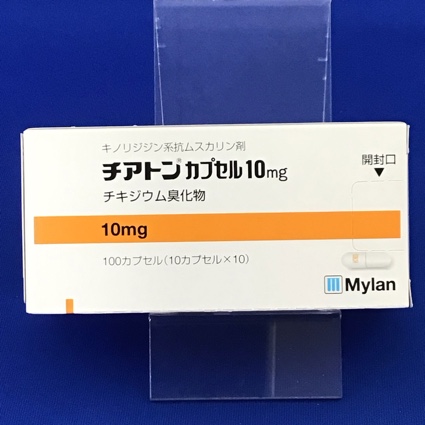 キノリジジン系抗ムスカリン剤
チアトン®カプセル10mg
チキジウム臭化物
開封口
▼
10mg
100カプセル(10カプセル×10)
Mylan